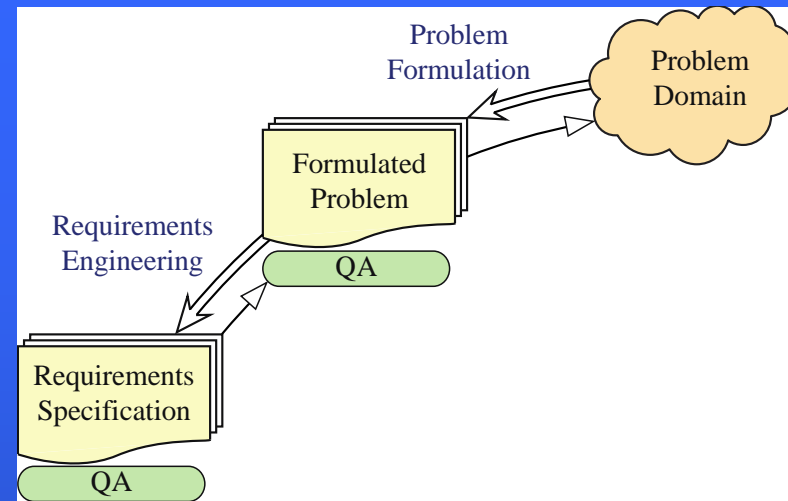 Problem
Formulation
Problem
Domain
Formulated
Problem
QA
Requirements
Engineering
Requirements
Specification
QA